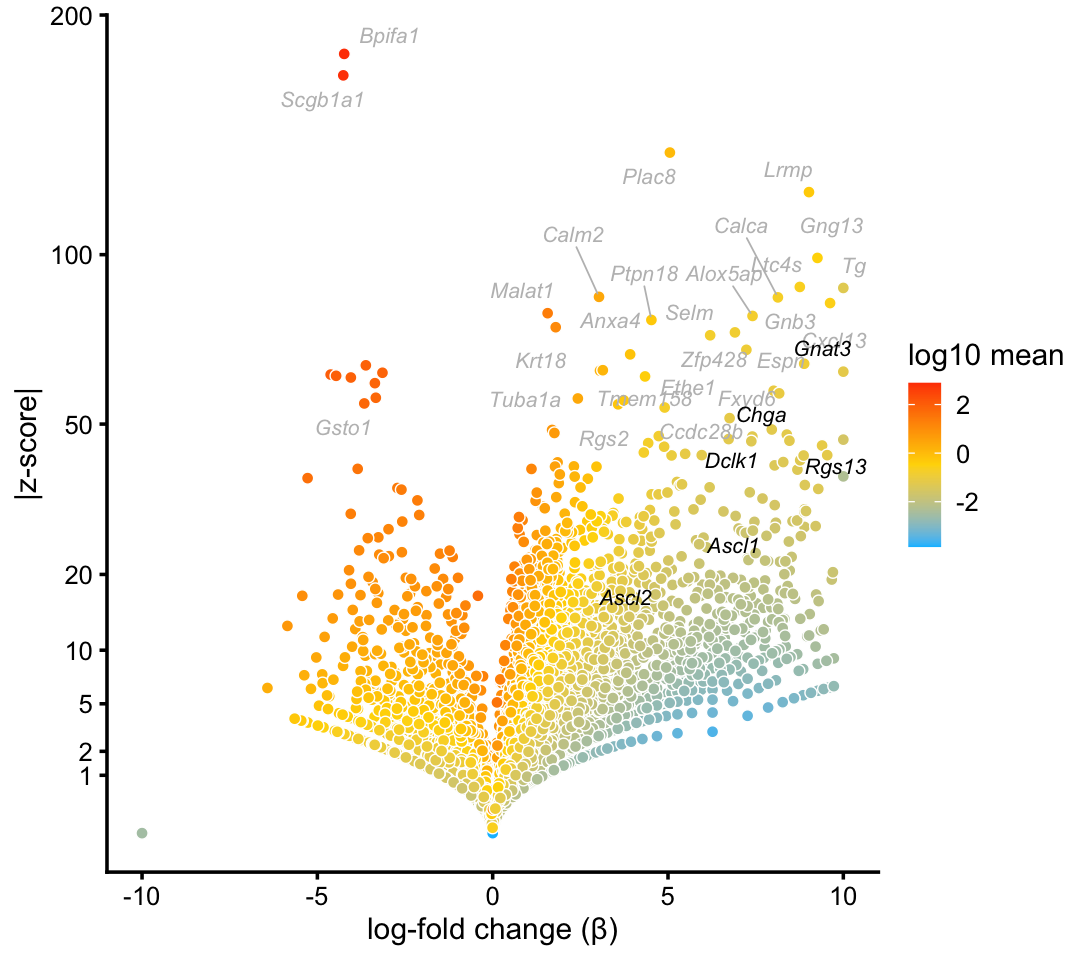 200
Bpifa1
Scgb1a1
Plac8
Lrmp
Calca
Gng13
Calm2
100
Ptpn18
Alox5ap
Ltc4s
Tg
Malat1
Anxa4
Selm
Gnb3
Cxcl13
Gnat3
log10 mean
Krt18
Zfp428
Espn
Ethe1
Tuba1a
Tmem158
Fxyd6
2
Chga
50
Gsto1
Rgs2
Ccdc28b
0
Dclk1
Rgs13
-2
|z-score|
Ascl1
20
Ascl2
10
5
2
1
-10
-5
0
5
10
log-fold change (β)